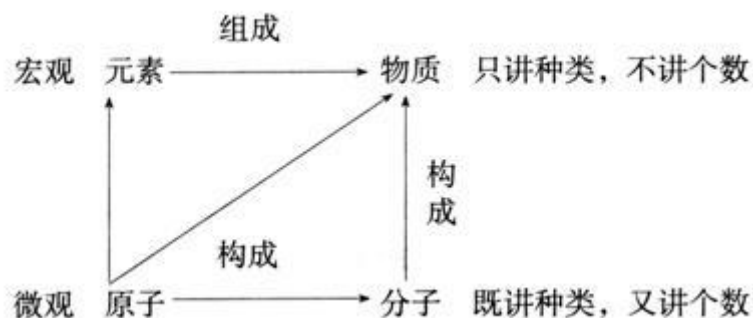 组成
宏观 元素 物质 只讲种类，不讲个数
构成
构成
微观 原子 分子 既讲种类，又讲个数